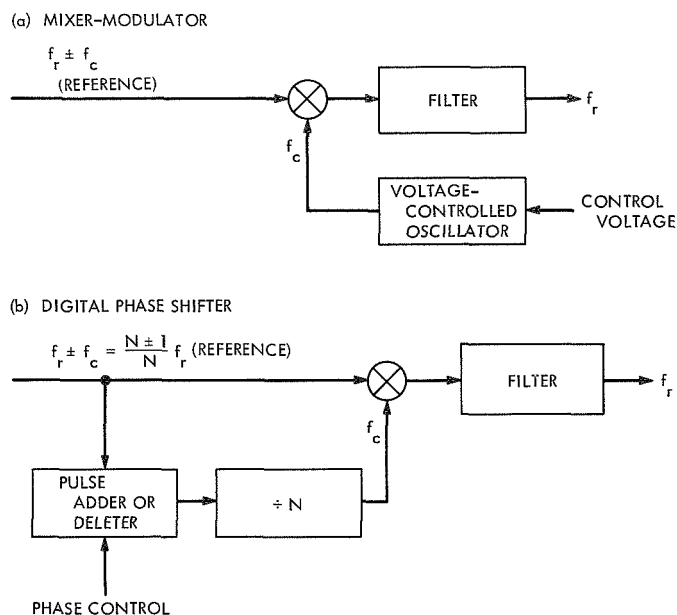 (a) MIXER-MODULATOR
f_r ± f_c
(REFERENCE)
FILTER
f_r
f_c
VOLTAGE-
CONTROLLED
OSCILLATOR
CONTROL
VOLTAGE
(b) DIGITAL PHASE SHIFTER
f_r ± f_c = (N ± 1)/N f_r (REFERENCE)
FILTER
f_r
f_c
PULSE
ADDER OR
DELETER
÷ N
PHASE CONTROL